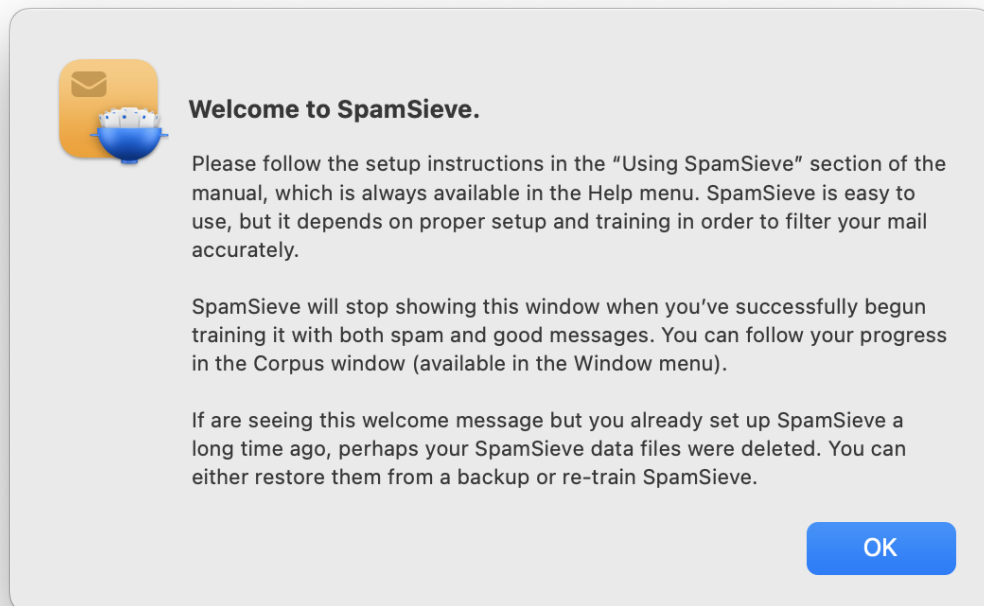 Welcome to SpamSieve.
Please follow the setup instructions in the “Using SpamSieve” section of the
manual, which is always available in the Help menu. SpamSieve is easy to
use, but it depends on proper setup and training in order to filter your mail
accurately.
SpamSieve will stop showing this window when you’ve successfully begun
training it with both spam and good messages. You can follow your progress
in the Corpus window (available in the Window menu).
If are seeing this welcome message but you already set up SpamSieve a
long time ago, perhaps your SpamSieve data files were deleted. You can
either restore them from a backup or re-train SpamSieve.
OK